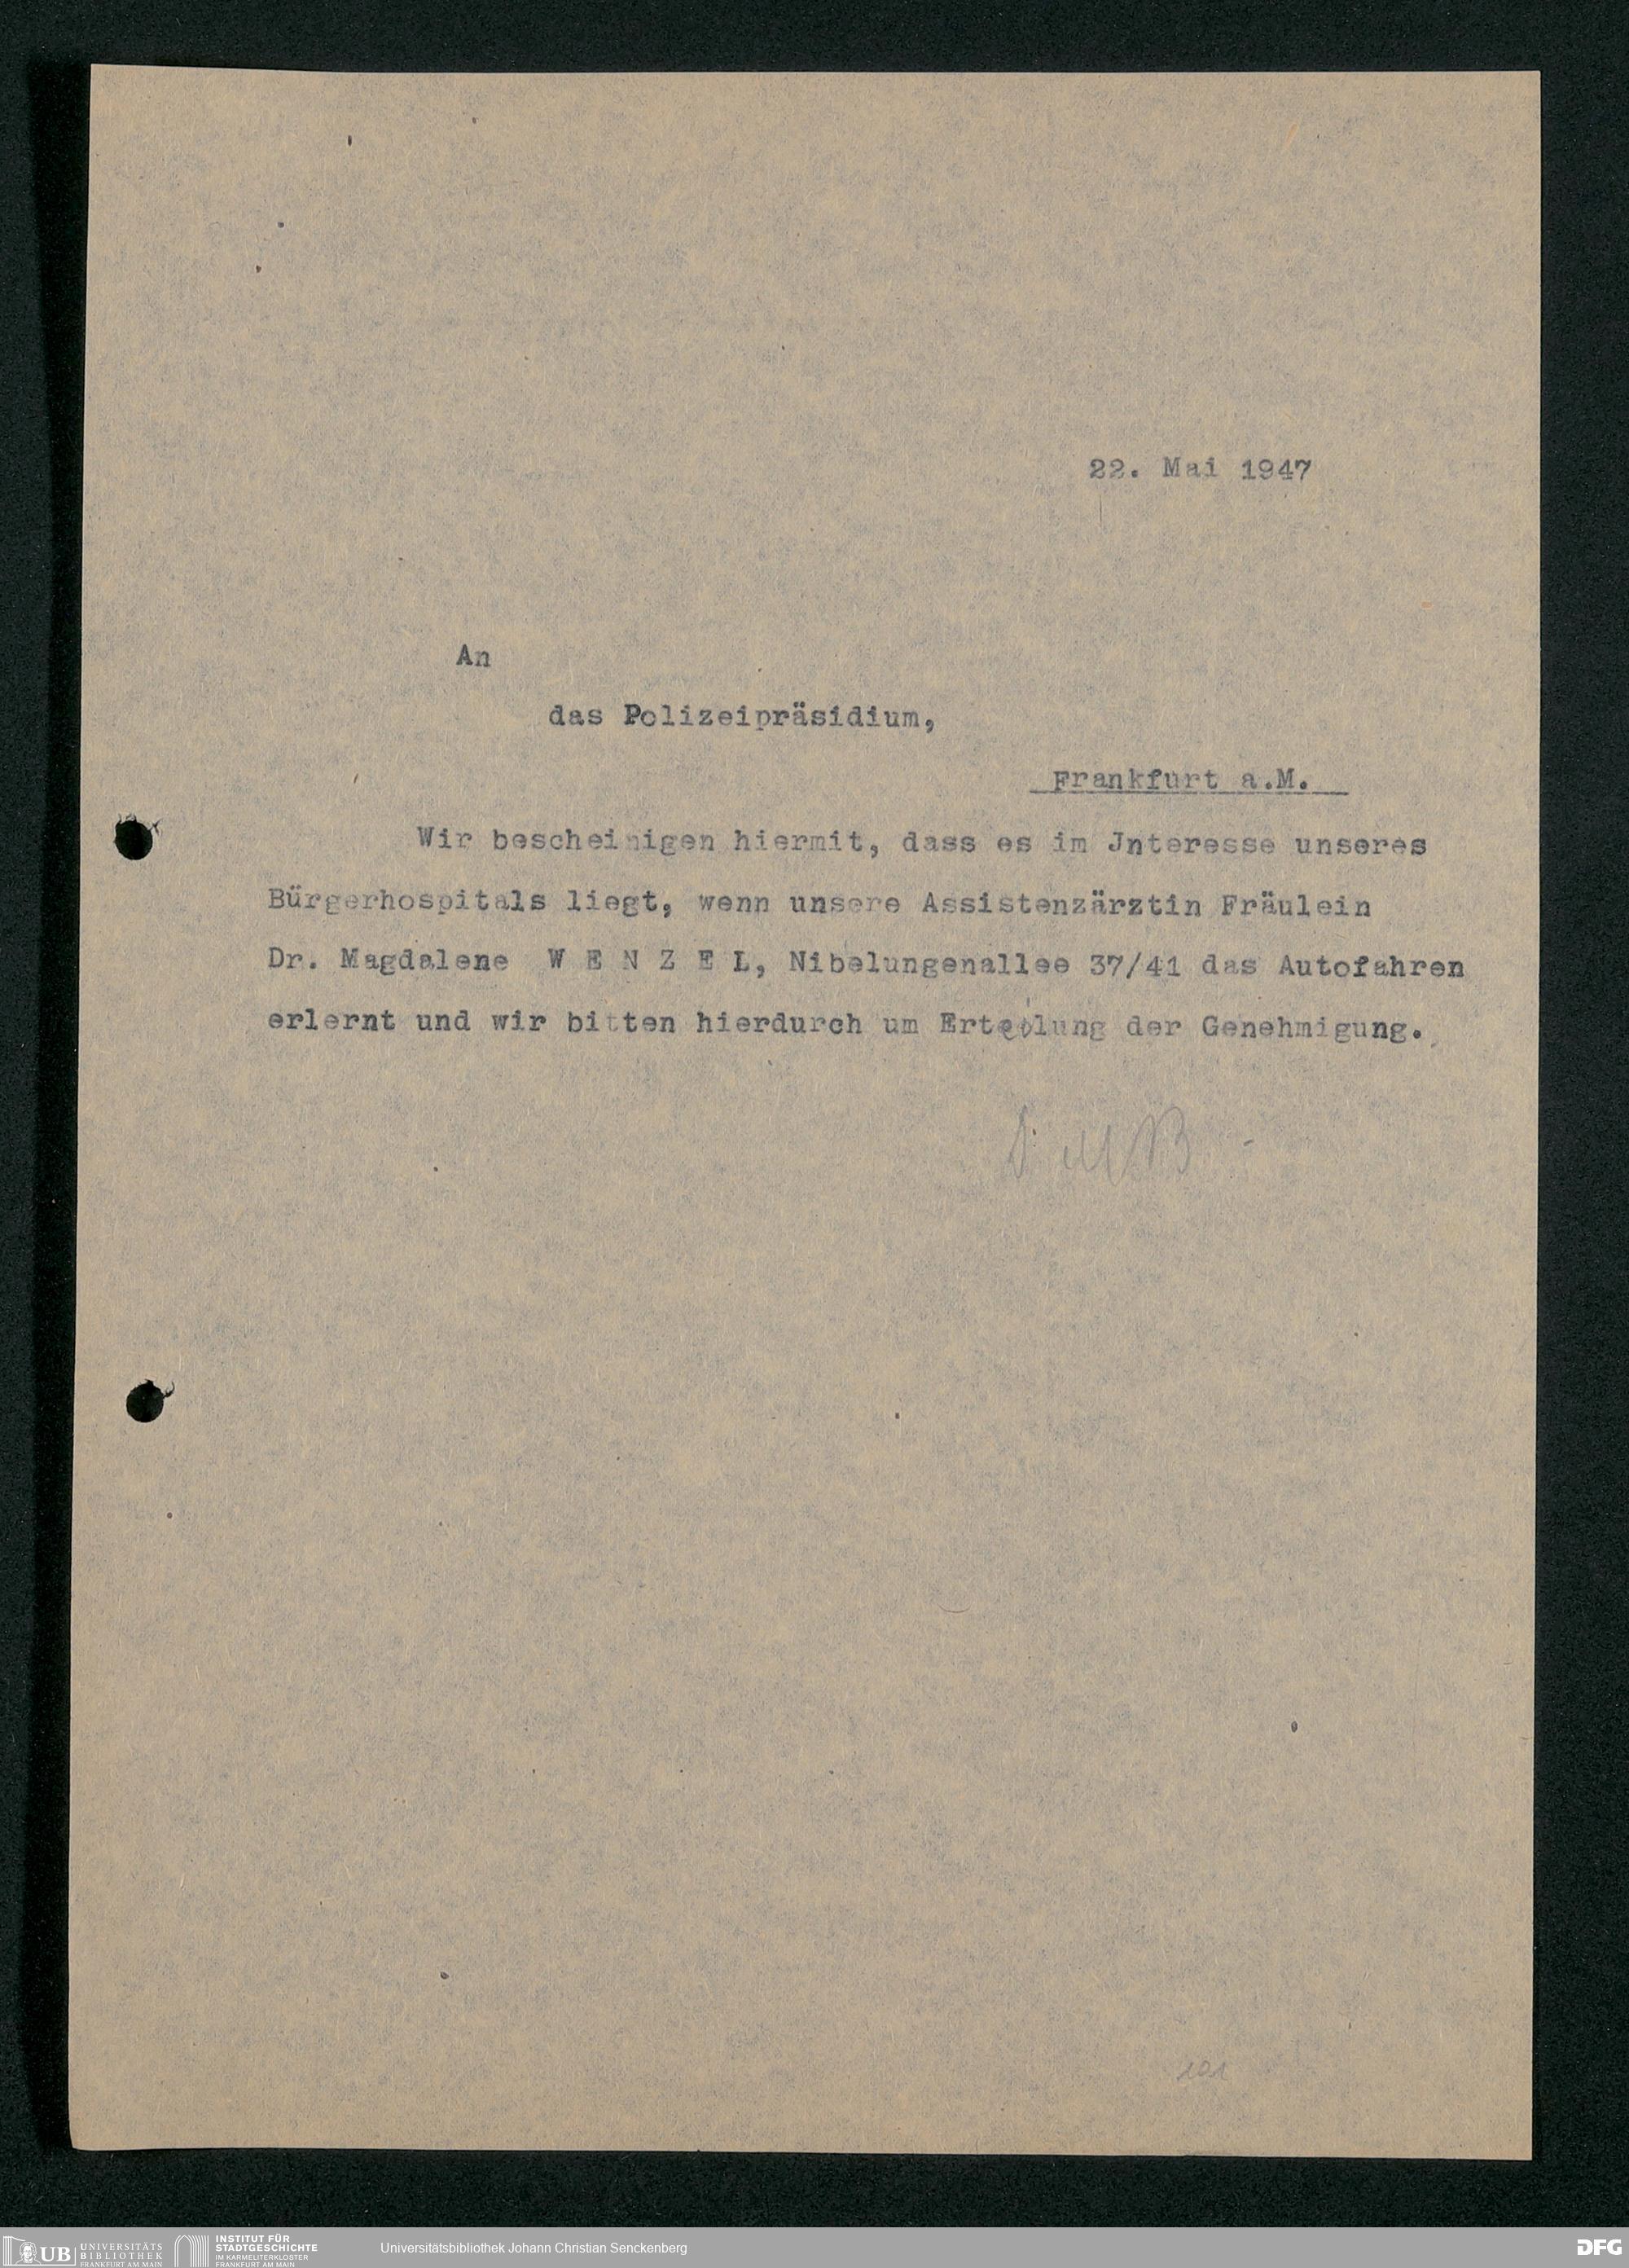 22. Mai 1947
An
das Polizeipräsidium,
Frankfurt a.M.
Wir bescheinigen hiermit, dass es im Jnteresse unseres
Bürgerhospitals liegt, wenn unsere Assistenzärztin Fräulein
Dr. Magdalene W E N Z E L, Nibelungenallee 37/41 das Autofahren
erlernt und wir bitten hierdurch um Erteilung der Genehmigung.
101
UB UNIVERSITÄTS
BIBLIOTHEK
FRANKFURT AM MAIN
INSTITUT FÜR
STADTGESCHICHTE
IM KARMELITERKLOSTER
FRANKFURT AM MAIN
Universitätsbibliothek Johann Christian Senckenberg
DFG